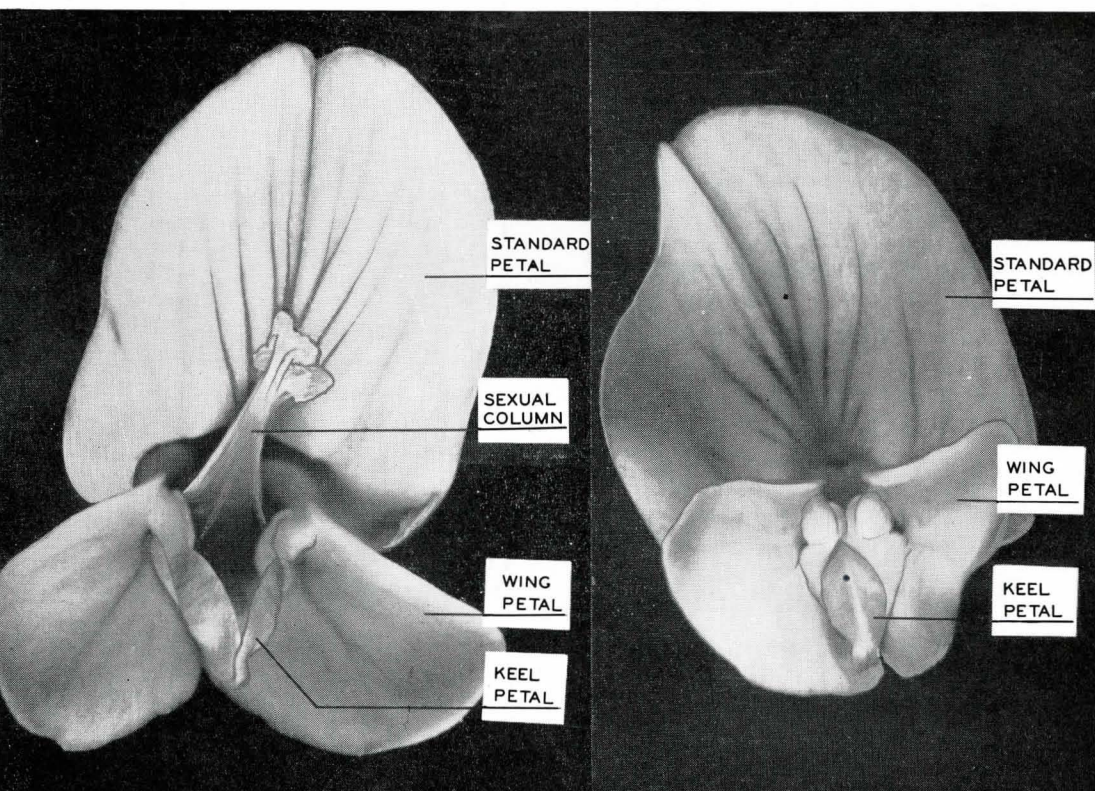 STANDARD
PETAL
SEXUAL
COLUMN
WING
PETAL
KEEL
PETAL
STANDARD
PETAL
WING
PETAL
KEEL
PETAL